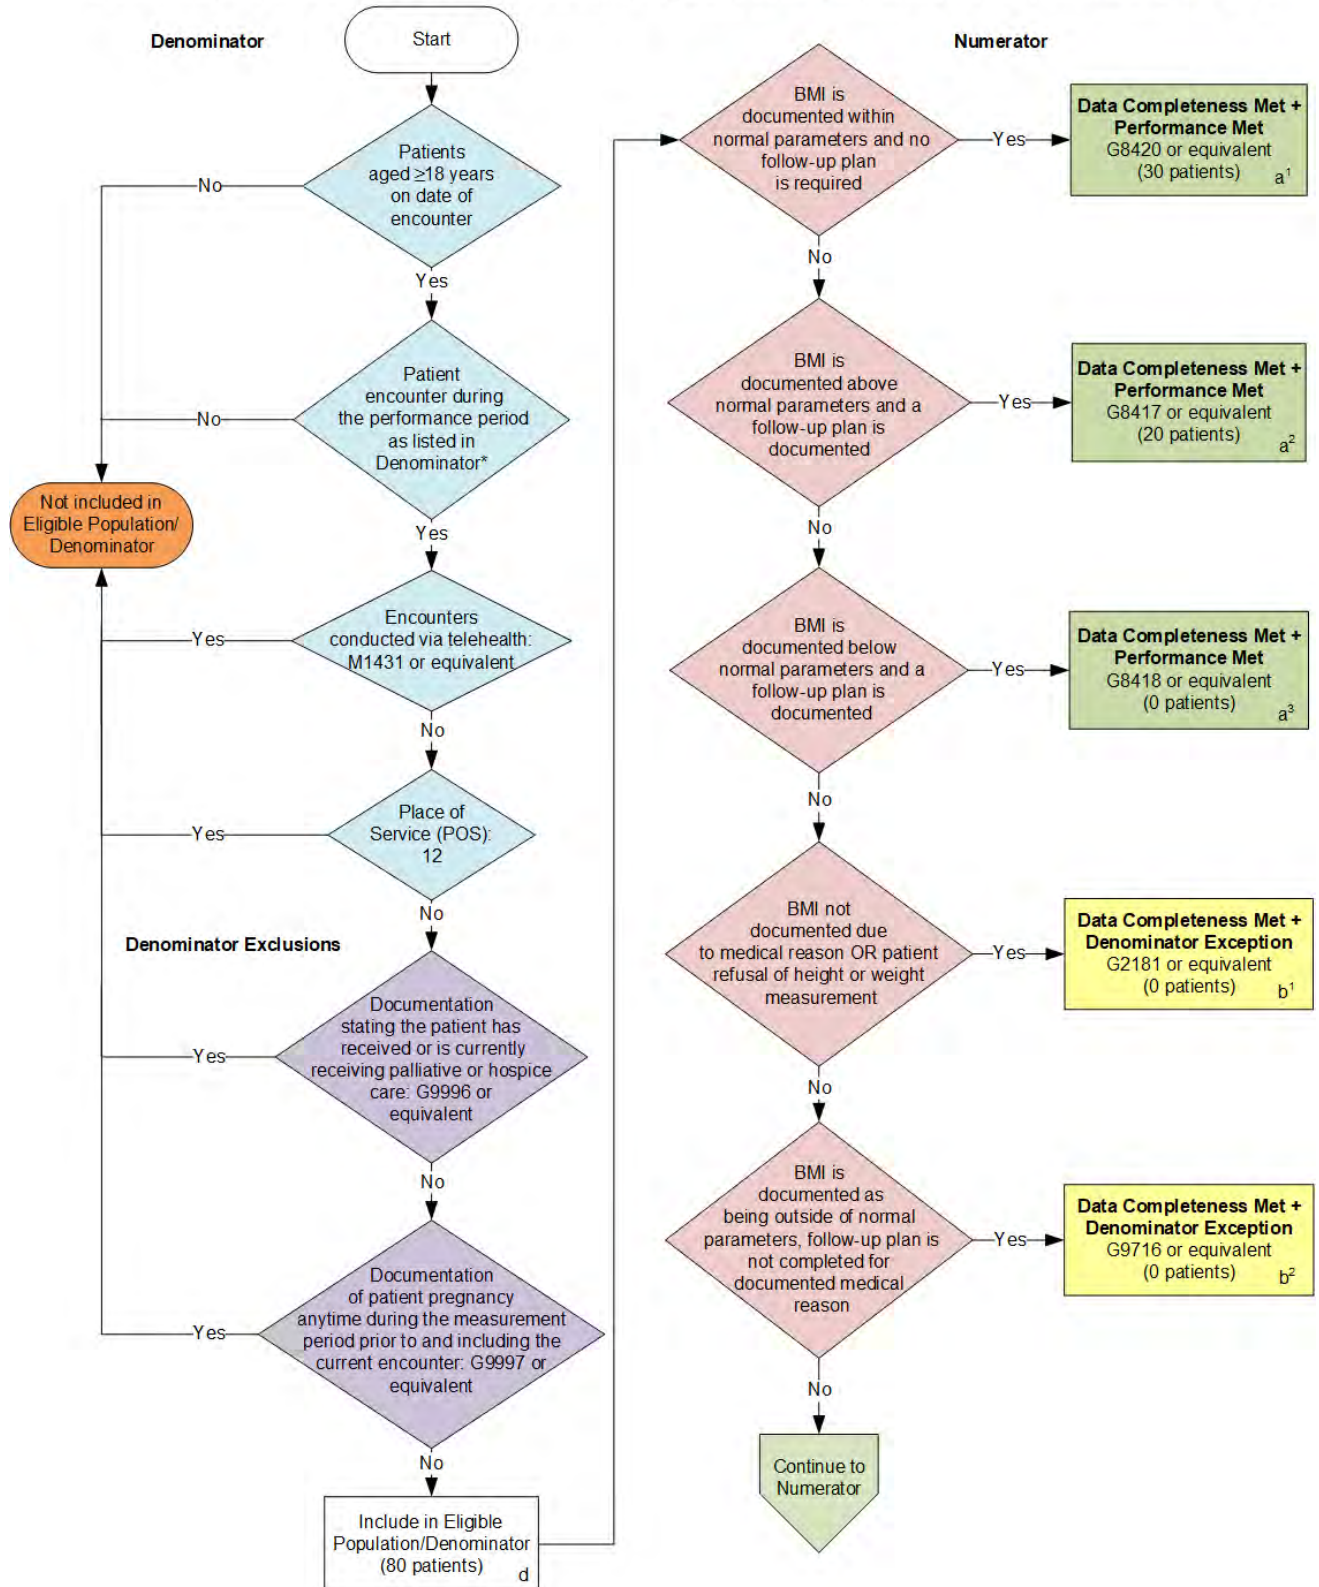 Denominator
Start
Patients
aged ≥18 years
on date of
encounter
No
Yes
Patient
encounter during
the performance period
as listed in
Denominator*
No
Not included in
Eligible Population/
Denominator
Yes
Encounters
conducted via telehealth:
M1431 or equivalent
Yes
No
Place of
Service (POS):
12
Yes
No
Denominator Exclusions
Documentation
stating the patient has
received or is currently
receiving palliative or hospice
care: G9996 or
equivalent
Yes
No
Documentation
of patient pregnancy
anytime during the measurement
period prior to and including the
current encounter: G9997 or
equivalent
Yes
No
Include in Eligible
Population/Denominator
(80 patients)
d
Numerator
BMI is
documented within
normal parameters and no
follow-up plan
is required
Yes
Data Completeness Met +
Performance Met
G8420 or equivalent
(30 patients)
a¹
No
BMI is
documented above
normal parameters and a
follow-up plan is
documented
Yes
Data Completeness Met +
Performance Met
G8417 or equivalent
(20 patients)
a²
No
BMI is
documented below
normal parameters and a
follow-up plan is
documented
Yes
Data Completeness Met +
Performance Met
G8418 or equivalent
(0 patients)
a³
No
BMI not
documented due
to medical reason OR patient
refusal of height or weight
measurement
Yes
Data Completeness Met +
Denominator Exception
G2181 or equivalent
(0 patients)
b¹
No
BMI is
documented as
being outside of normal
parameters, follow-up plan is
not completed for
documented medical
reason
Yes
Data Completeness Met +
Denominator Exception
G9716 or equivalent
(0 patients)
b²
No
Continue to
Numerator